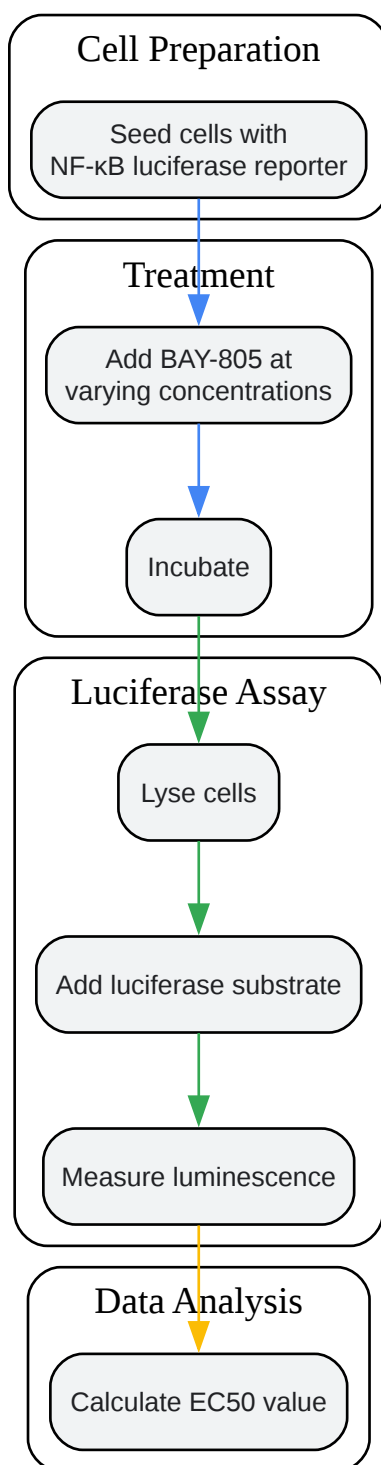 Cell Preparation
Seed cells with
NF-κB luciferase reporter
Treatment
Add BAY-805 at
varying concentrations
Incubate
Luciferase Assay
Lyse cells
Add luciferase substrate
Measure luminescence
Data Analysis
Calculate EC50 value